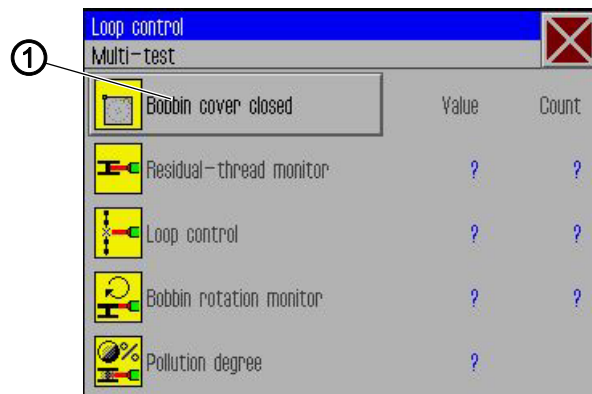 Loop control
Multi-test
①
Bobbin cover closed Value Count
Residual-thread monitor ? ?
Loop control ? ?
Bobbin rotation monitor ? ?
%
Pollution degree ?